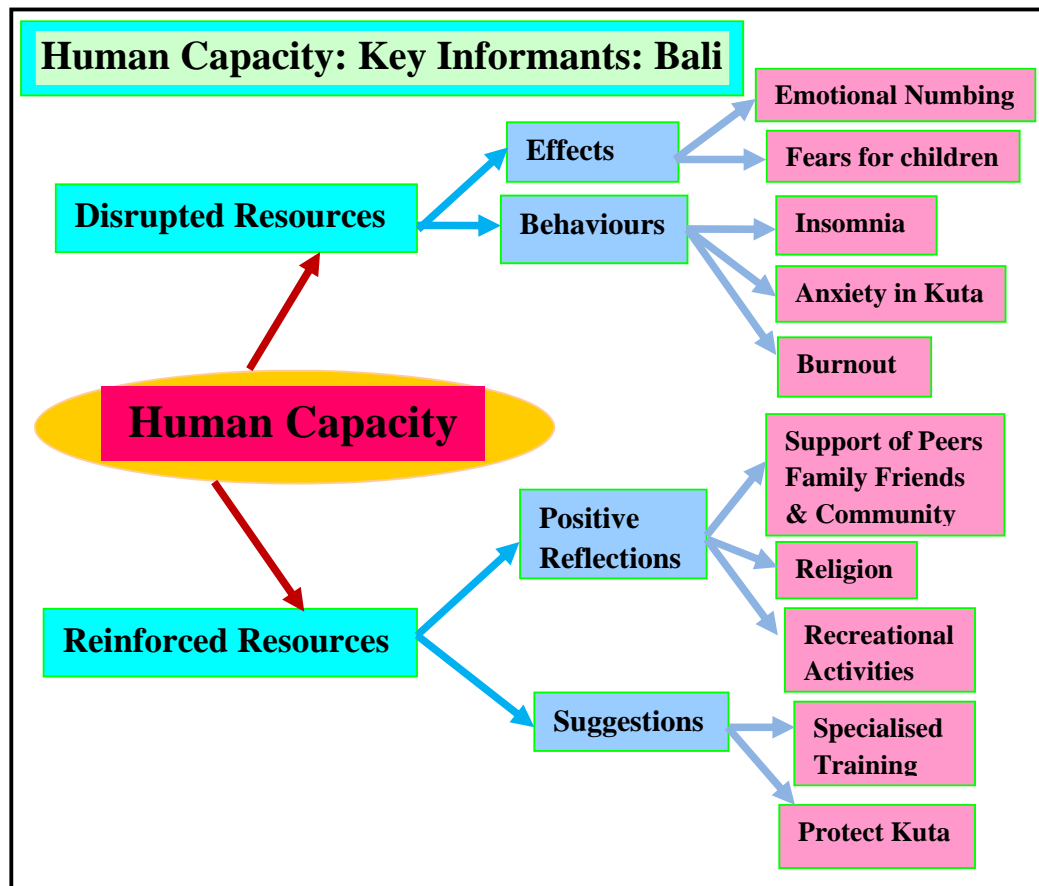 Human Capacity: Key Informants: Bali
Emotional Numbing
Effects
Fears for children
Disrupted Resources
Behaviours
Insomnia
Anxiety in Kuta
Burnout
Human Capacity
Support of Peers
Family Friends
& Community
Positive
Reflections
Religion
Reinforced Resources
Recreational
Activities
Suggestions
Specialised
Training
Protect Kuta